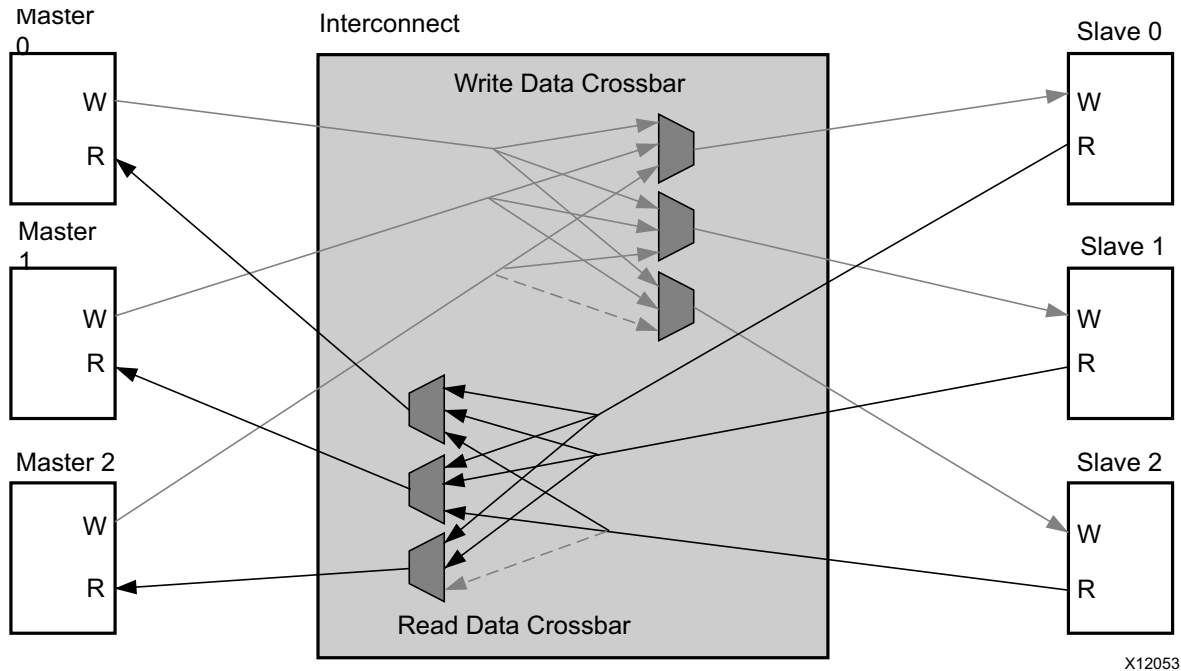 Master
0
Interconnect
Slave 0
Write Data Crossbar
W
R
W
R
Master
1
Slave 1
W
R
W
R
Master 2
Slave 2
W
R
W
R
Read Data Crossbar
X12053